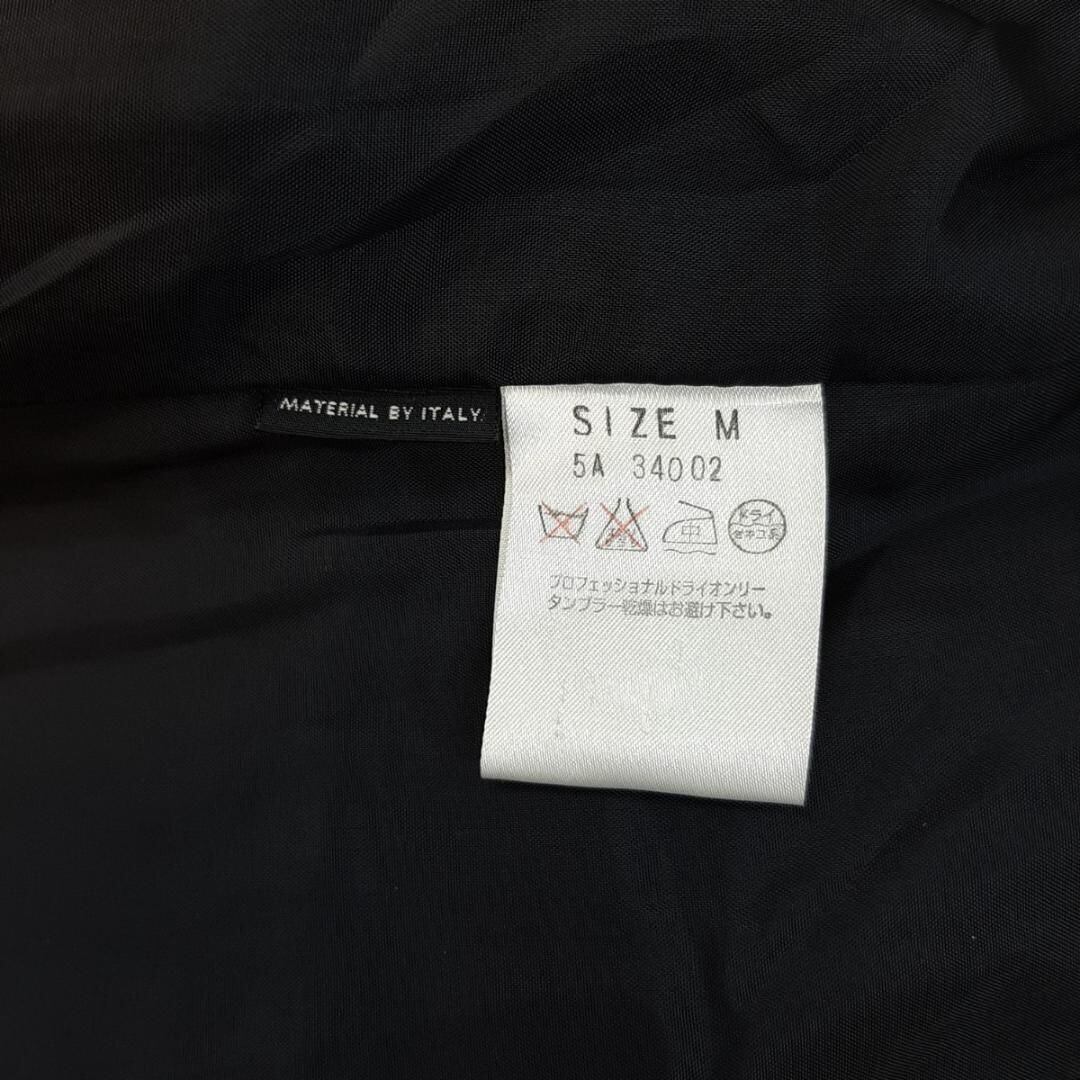 MATERIAL BY ITALY
SIZE M
5A 34002
中
ドライ
セキユ系
プロフェッショナルドライオンリー
タンブラー乾燥はお避け下さい。